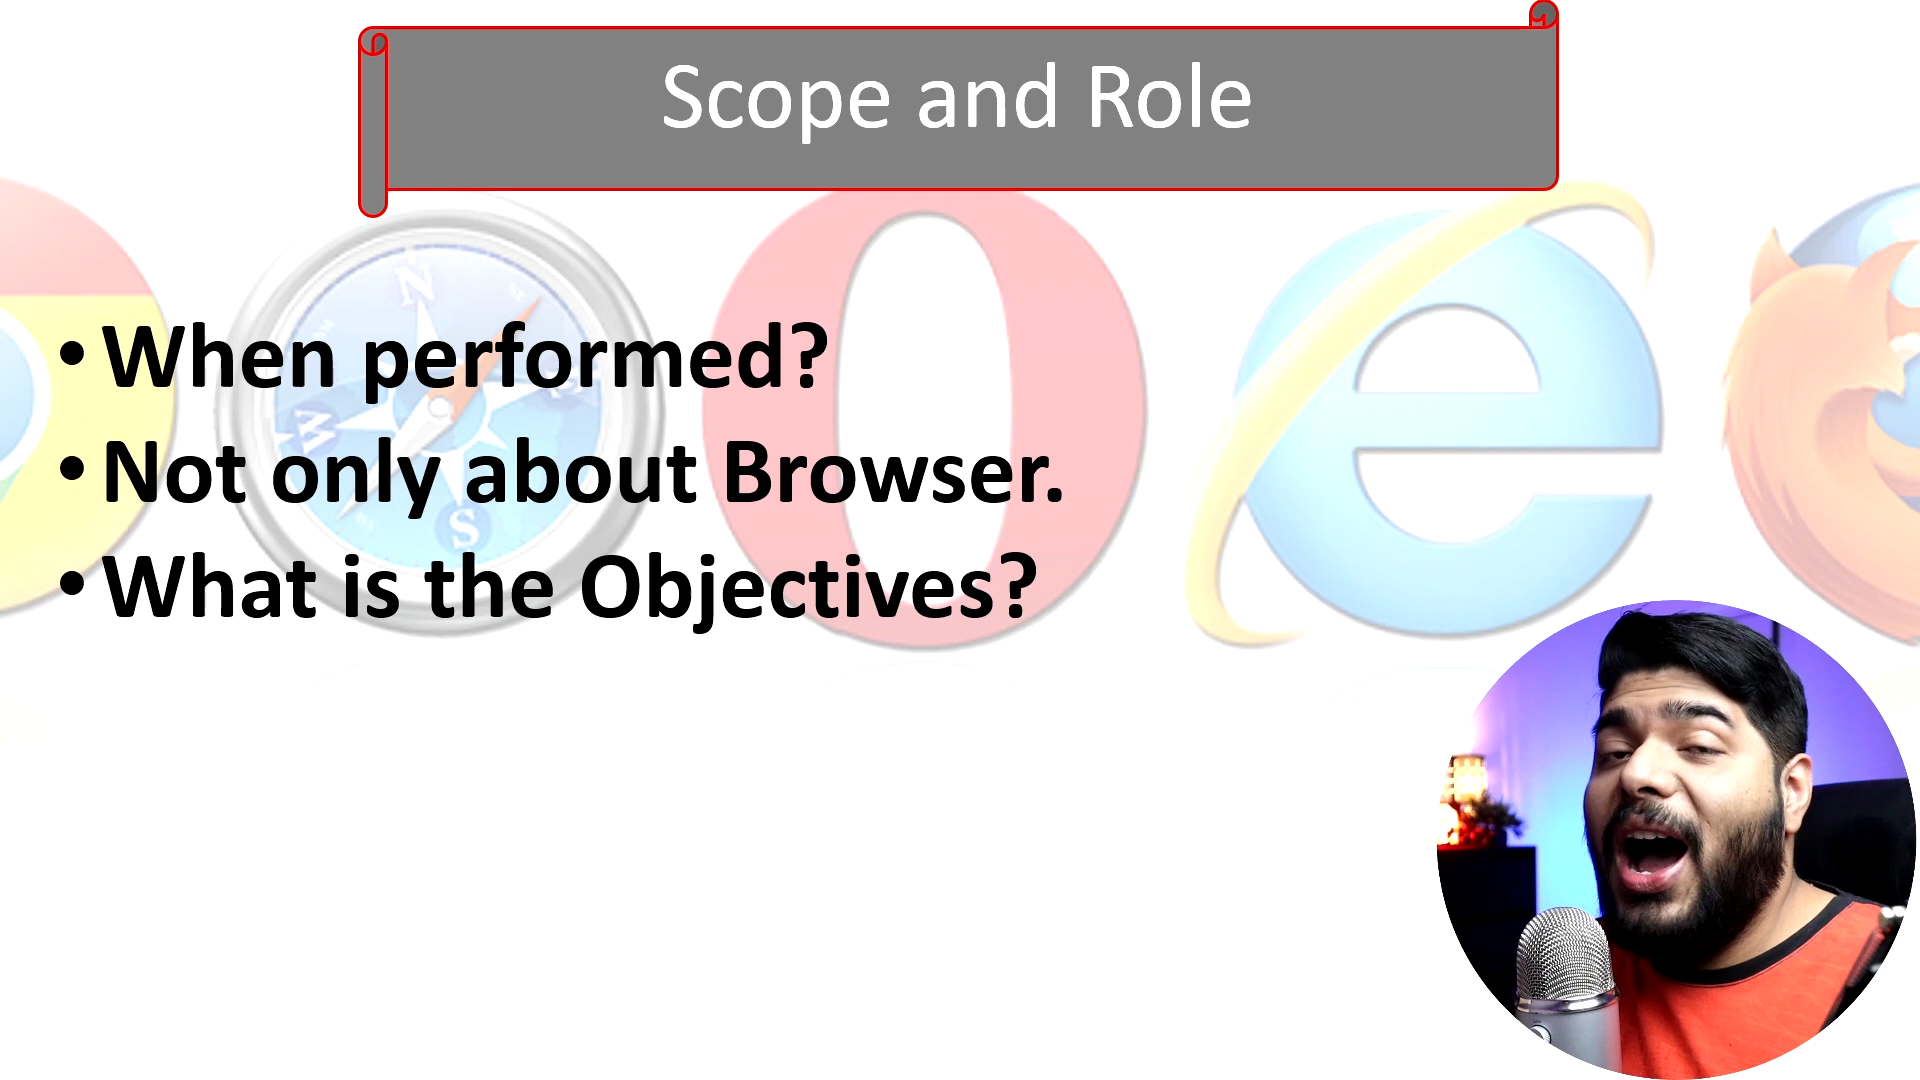 Scope and Role
• When performed?
• Not only about Browser.
• What is the Objectives?